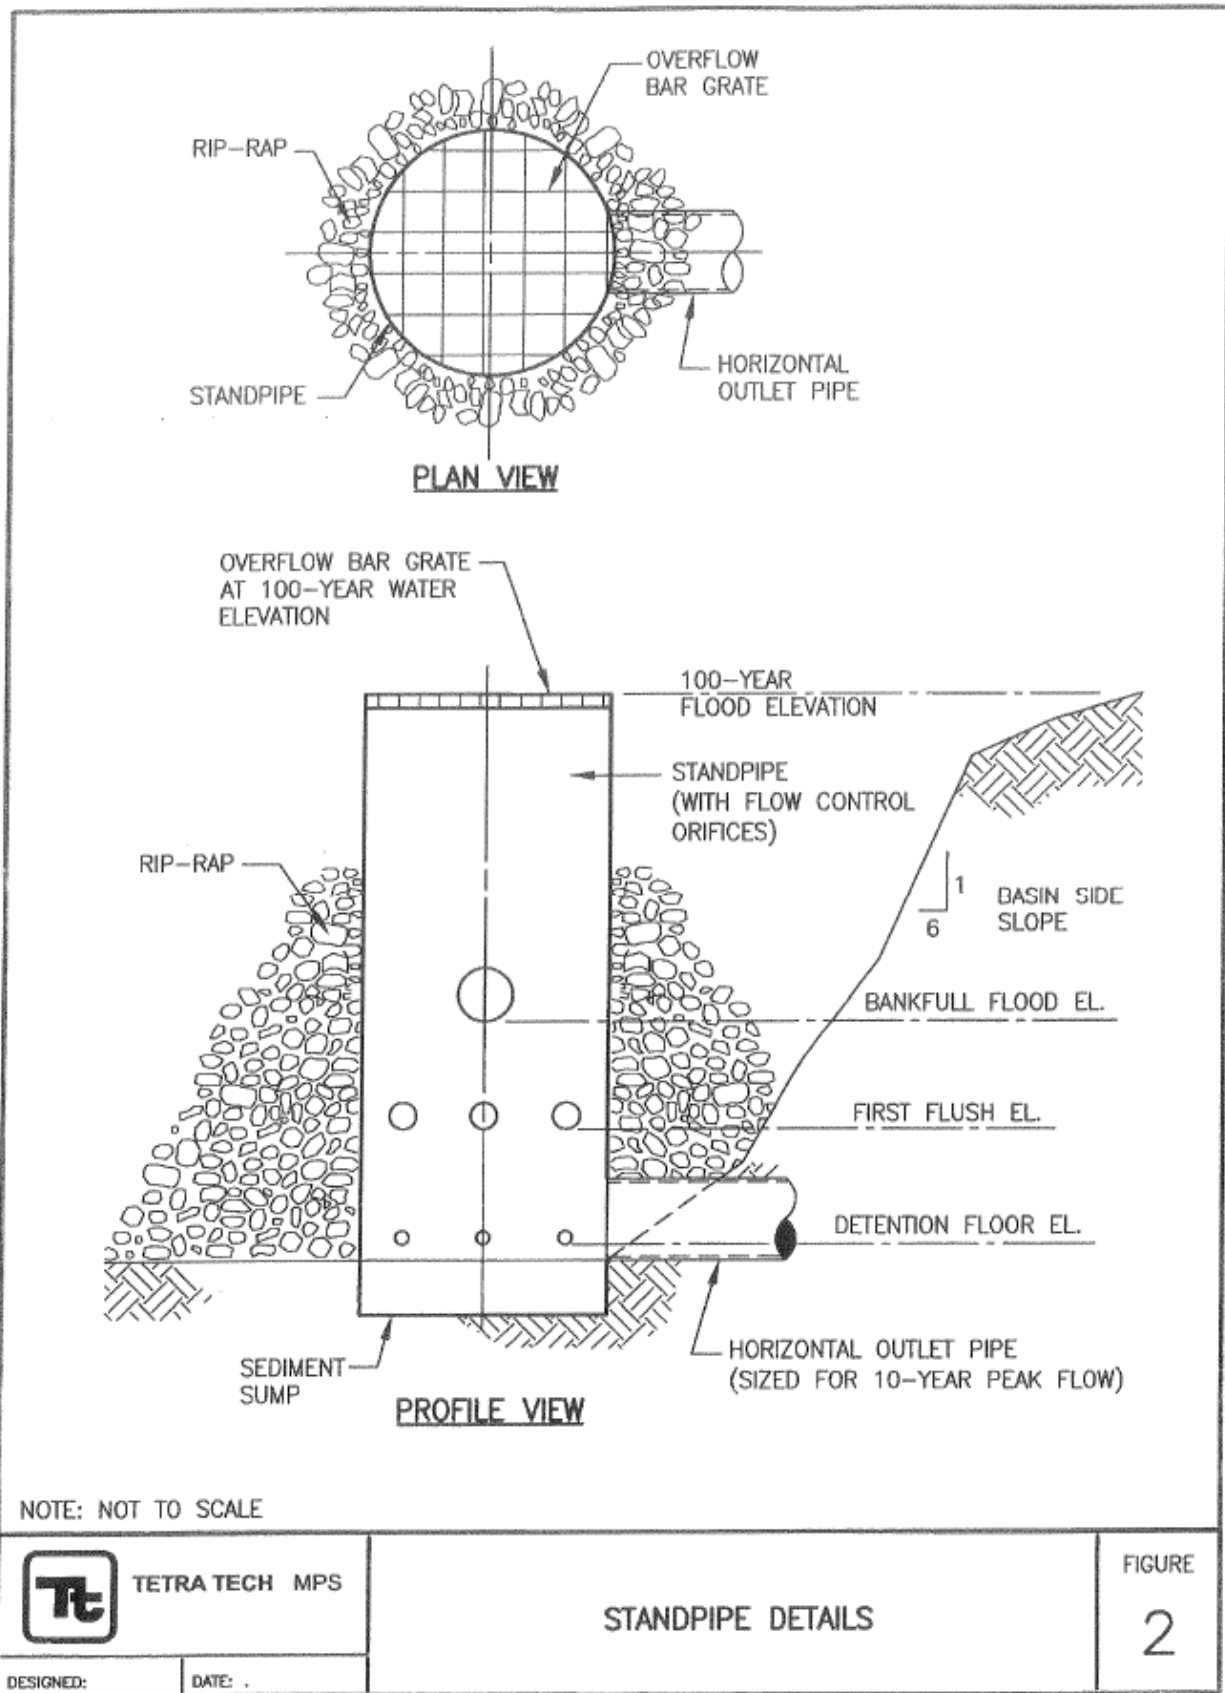 OVERFLOW
BAR GRATE
RIP-RAP
STANDPIPE
HORIZONTAL
OUTLET PIPE
PLAN VIEW
OVERFLOW BAR GRATE
AT 100-YEAR WATER
ELEVATION
100-YEAR
FLOOD ELEVATION
STANDPIPE
(WITH FLOW CONTROL
ORIFICES)
RIP-RAP
1
6
BASIN SIDE
SLOPE
BANKFULL FLOOD EL.
FIRST FLUSH EL.
DETENTION FLOOR EL.
HORIZONTAL OUTLET PIPE
(SIZED FOR 10-YEAR PEAK FLOW)
SEDIMENT
SUMP
PROFILE VIEW
NOTE: NOT TO SCALE
Tt
TETRA TECH MPS
DESIGNED:
DATE: .
STANDPIPE DETAILS
FIGURE
2